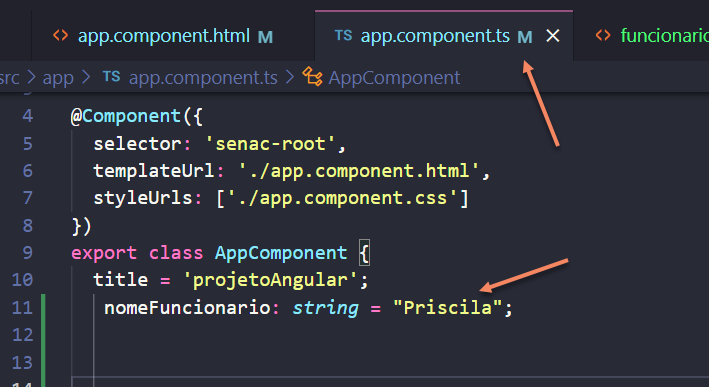 <> app.component.html M
TS app.component.ts M ×
<> funcionario
src > app > TS app.component.ts > AppComponent
4 @Component({
5 selector: 'senac-root',
6 templateUrl: './app.component.html',
7 styleUrls: ['./app.component.css']
8 })
9 export class AppComponent {
10 title = 'projetoAngular';
11 nomeFuncionario: string = "Priscila";
12
13